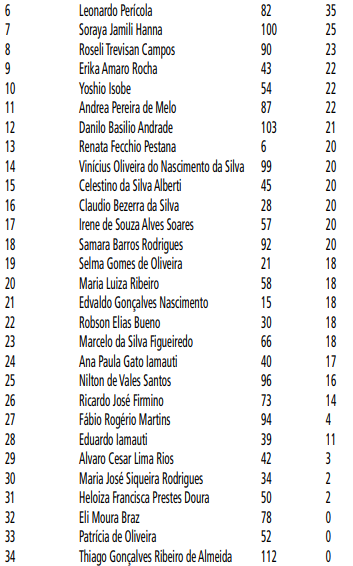 6 Leonardo Perícola 82 35
7 Soraya Jamili Hanna 100 25
8 Roseli Trevisan Campos 90 23
9 Erika Amaro Rocha 43 22
10 Yoshio Isobe 54 22
11 Andrea Pereira de Melo 87 22
12 Danilo Basilio Andrade 103 21
13 Renata Fecchio Pestana 6 20
14 Vinícius Oliveira do Nascimento da Silva 99 20
15 Celestino da Silva Alberti 45 20
16 Claudio Bezerra da Silva 28 20
17 Irene de Souza Alves Soares 57 20
18 Samara Barros Rodrigues 92 20
19 Selma Gomes de Oliveira 21 18
20 Maria Luiza Ribeiro 58 18
21 Edvaldo Gonçalves Nascimento 15 18
22 Robson Elias Bueno 30 18
23 Marcelo da Silva Figueiredo 66 18
24 Ana Paula Gato Iamauti 40 17
25 Nilton de Vales Santos 96 16
26 Ricardo José Firmino 73 14
27 Fábio Rogério Martins 94 4
28 Eduardo Iamauti 39 11
29 Alvaro Cesar Lima Rios 42 3
30 Maria José Siqueira Rodrigues 34 2
31 Heloiza Francisca Prestes Doura 50 2
32 Eli Moura Braz 78 0
33 Patrícia de Oliveira 52 0
34 Thiago Gonçalves Ribeiro de Almeida 112 0